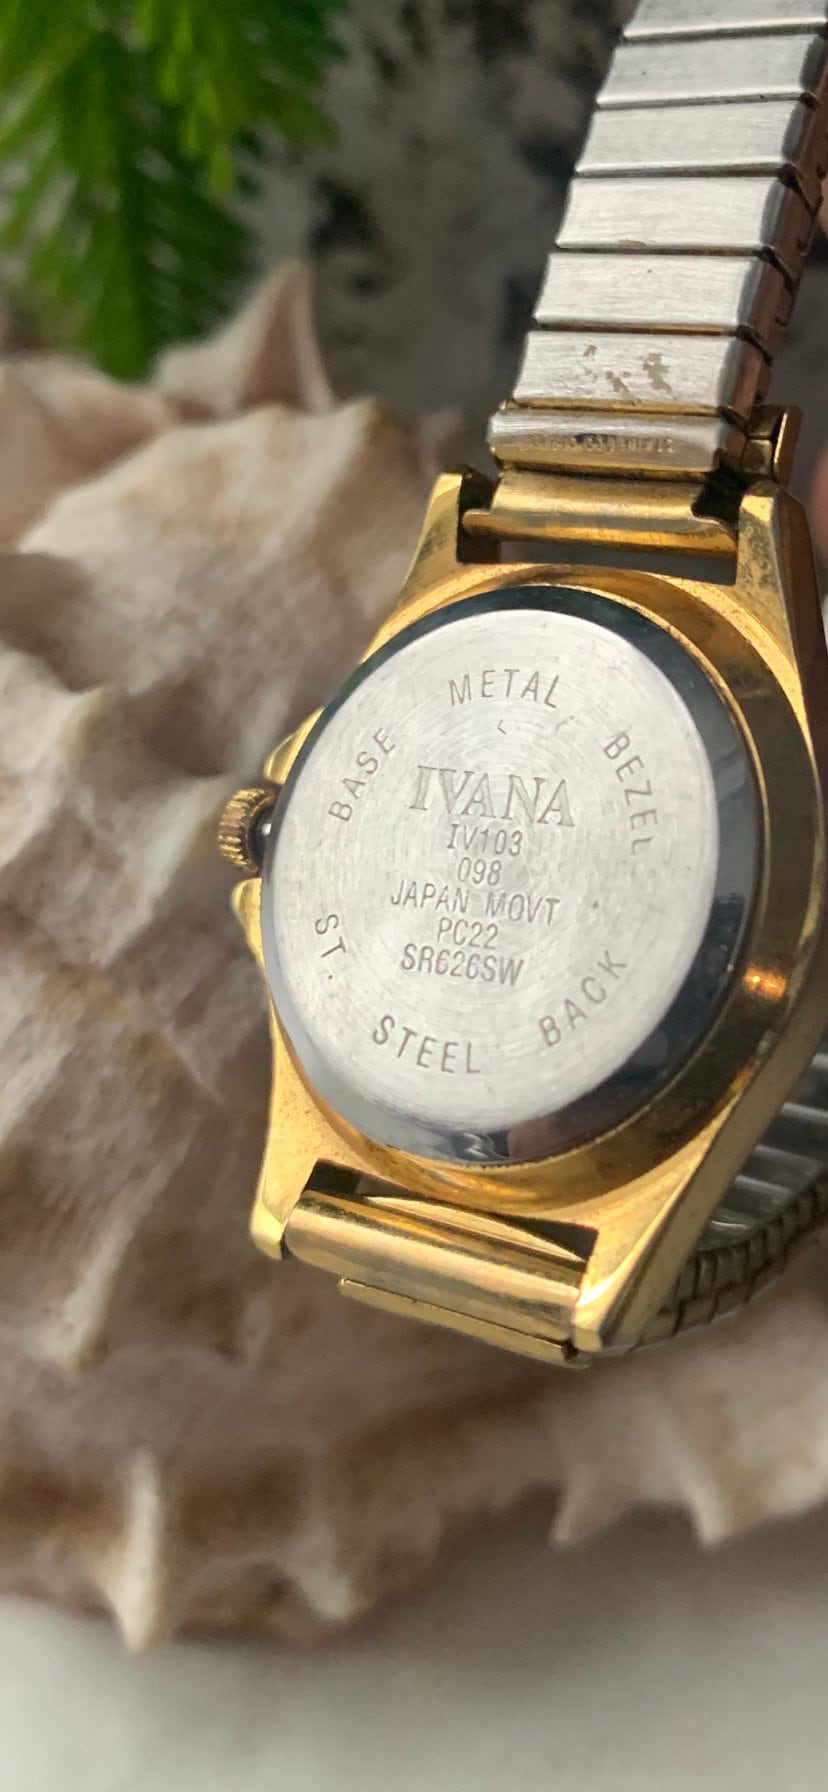 BASE METAL BEZEL
IVANA
IV103
098
JAPAN MOVT
PC22
SR626SW
ST. STEEL BACK